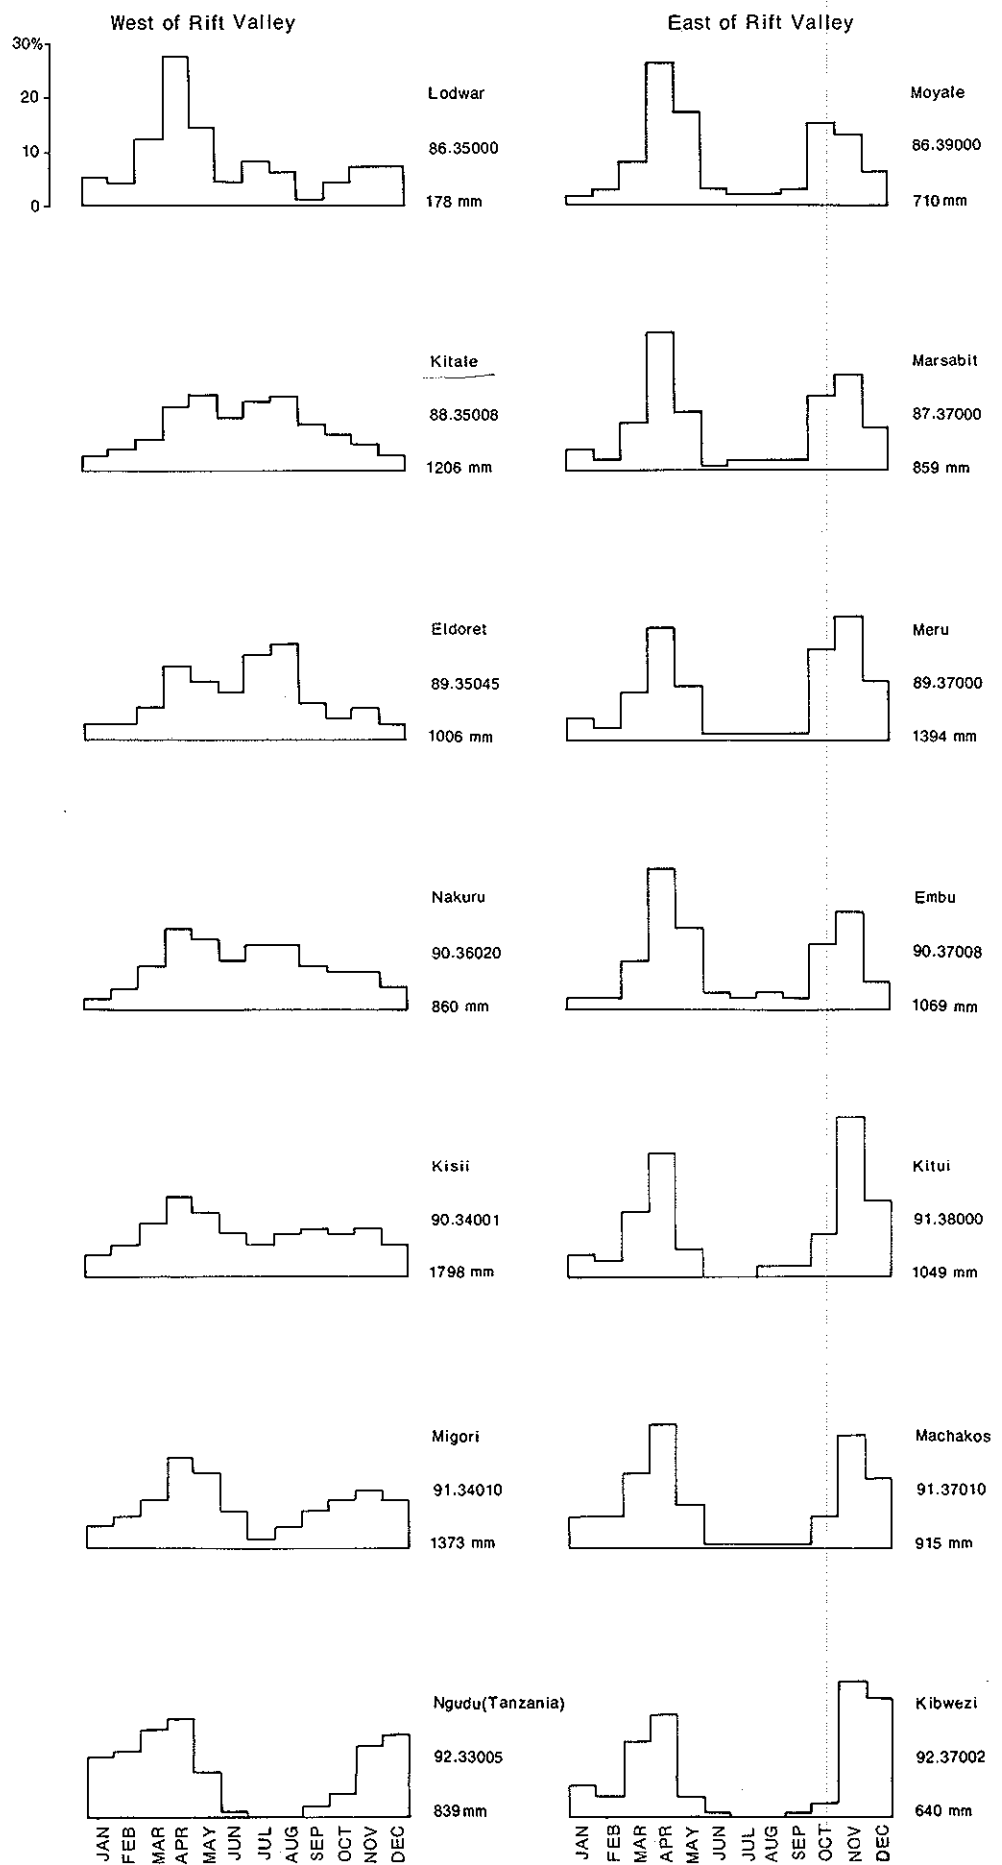 West of Rift Valley
East of Rift Valley
30%
20
10
0
Lodwar
86.35000
178 mm
Moyale
86.39000
710 mm
Kitale
88.35008
1206 mm
Marsabit
87.37000
859 mm
Eldoret
89.35045
1006 mm
Meru
89.37000
1394 mm
Nakuru
90.36020
860 mm
Embu
90.37008
1069 mm
Kisii
90.34001
1798 mm
Kitui
91.38000
1049 mm
Migori
91.34010
1373 mm
Machakos
91.37010
915 mm
Ngudu(Tanzania)
92.33005
839mm
Kibwezi
92.37002
640 mm
JAN FEB MAR APR MAY JUN JUL AUG SEP OCT NOV DEC
JAN FEB MAR APR MAY JUN JUL AUG SEP OCT NOV DEC